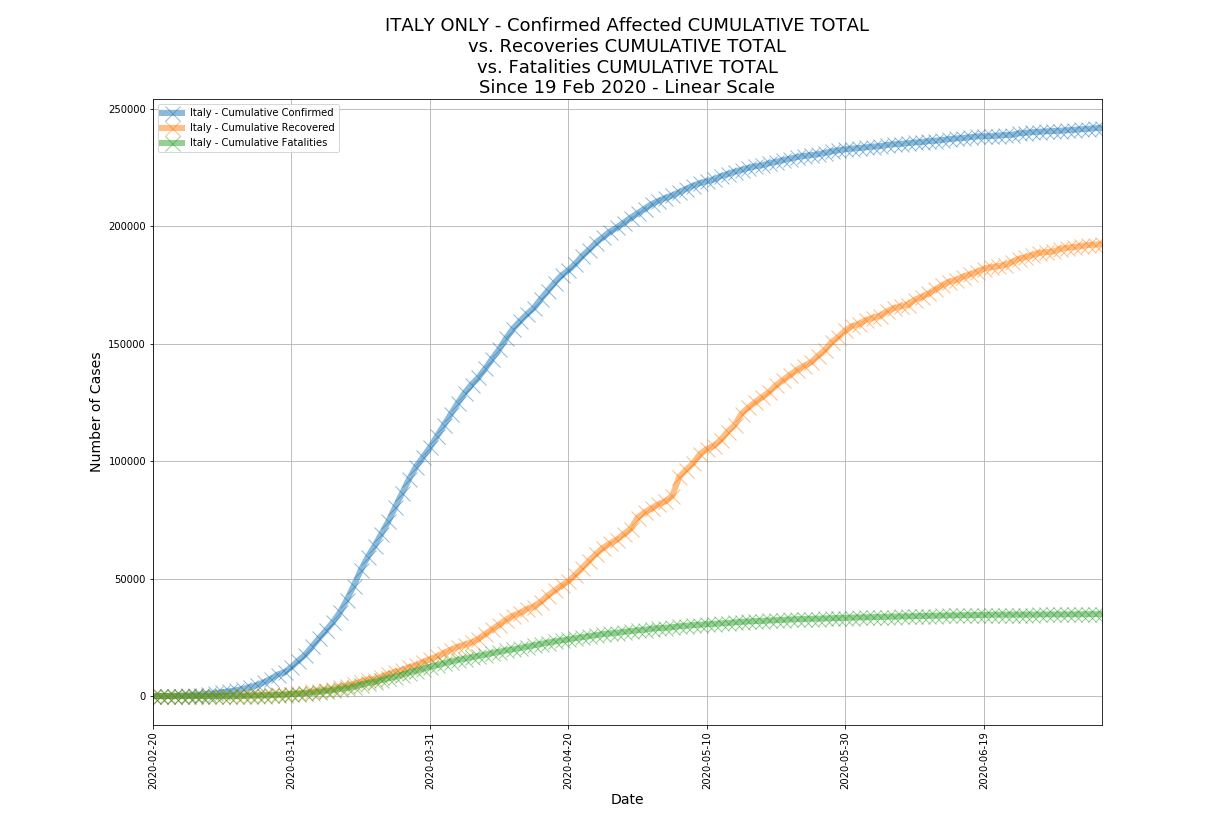 ITALY ONLY - Confirmed Affected CUMULATIVE TOTAL
vs. Recoveries CUMULATIVE TOTAL
vs. Fatalities CUMULATIVE TOTAL
Since 19 Feb 2020 - Linear Scale
Italy - Cumulative Confirmed
Italy - Cumulative Recovered
Italy - Cumulative Fatalities
Number of Cases
250000
200000
150000
100000
50000
0
2020-02-20
2020-03-11
2020-03-31
2020-04-20
2020-05-10
2020-05-30
2020-06-19
Date